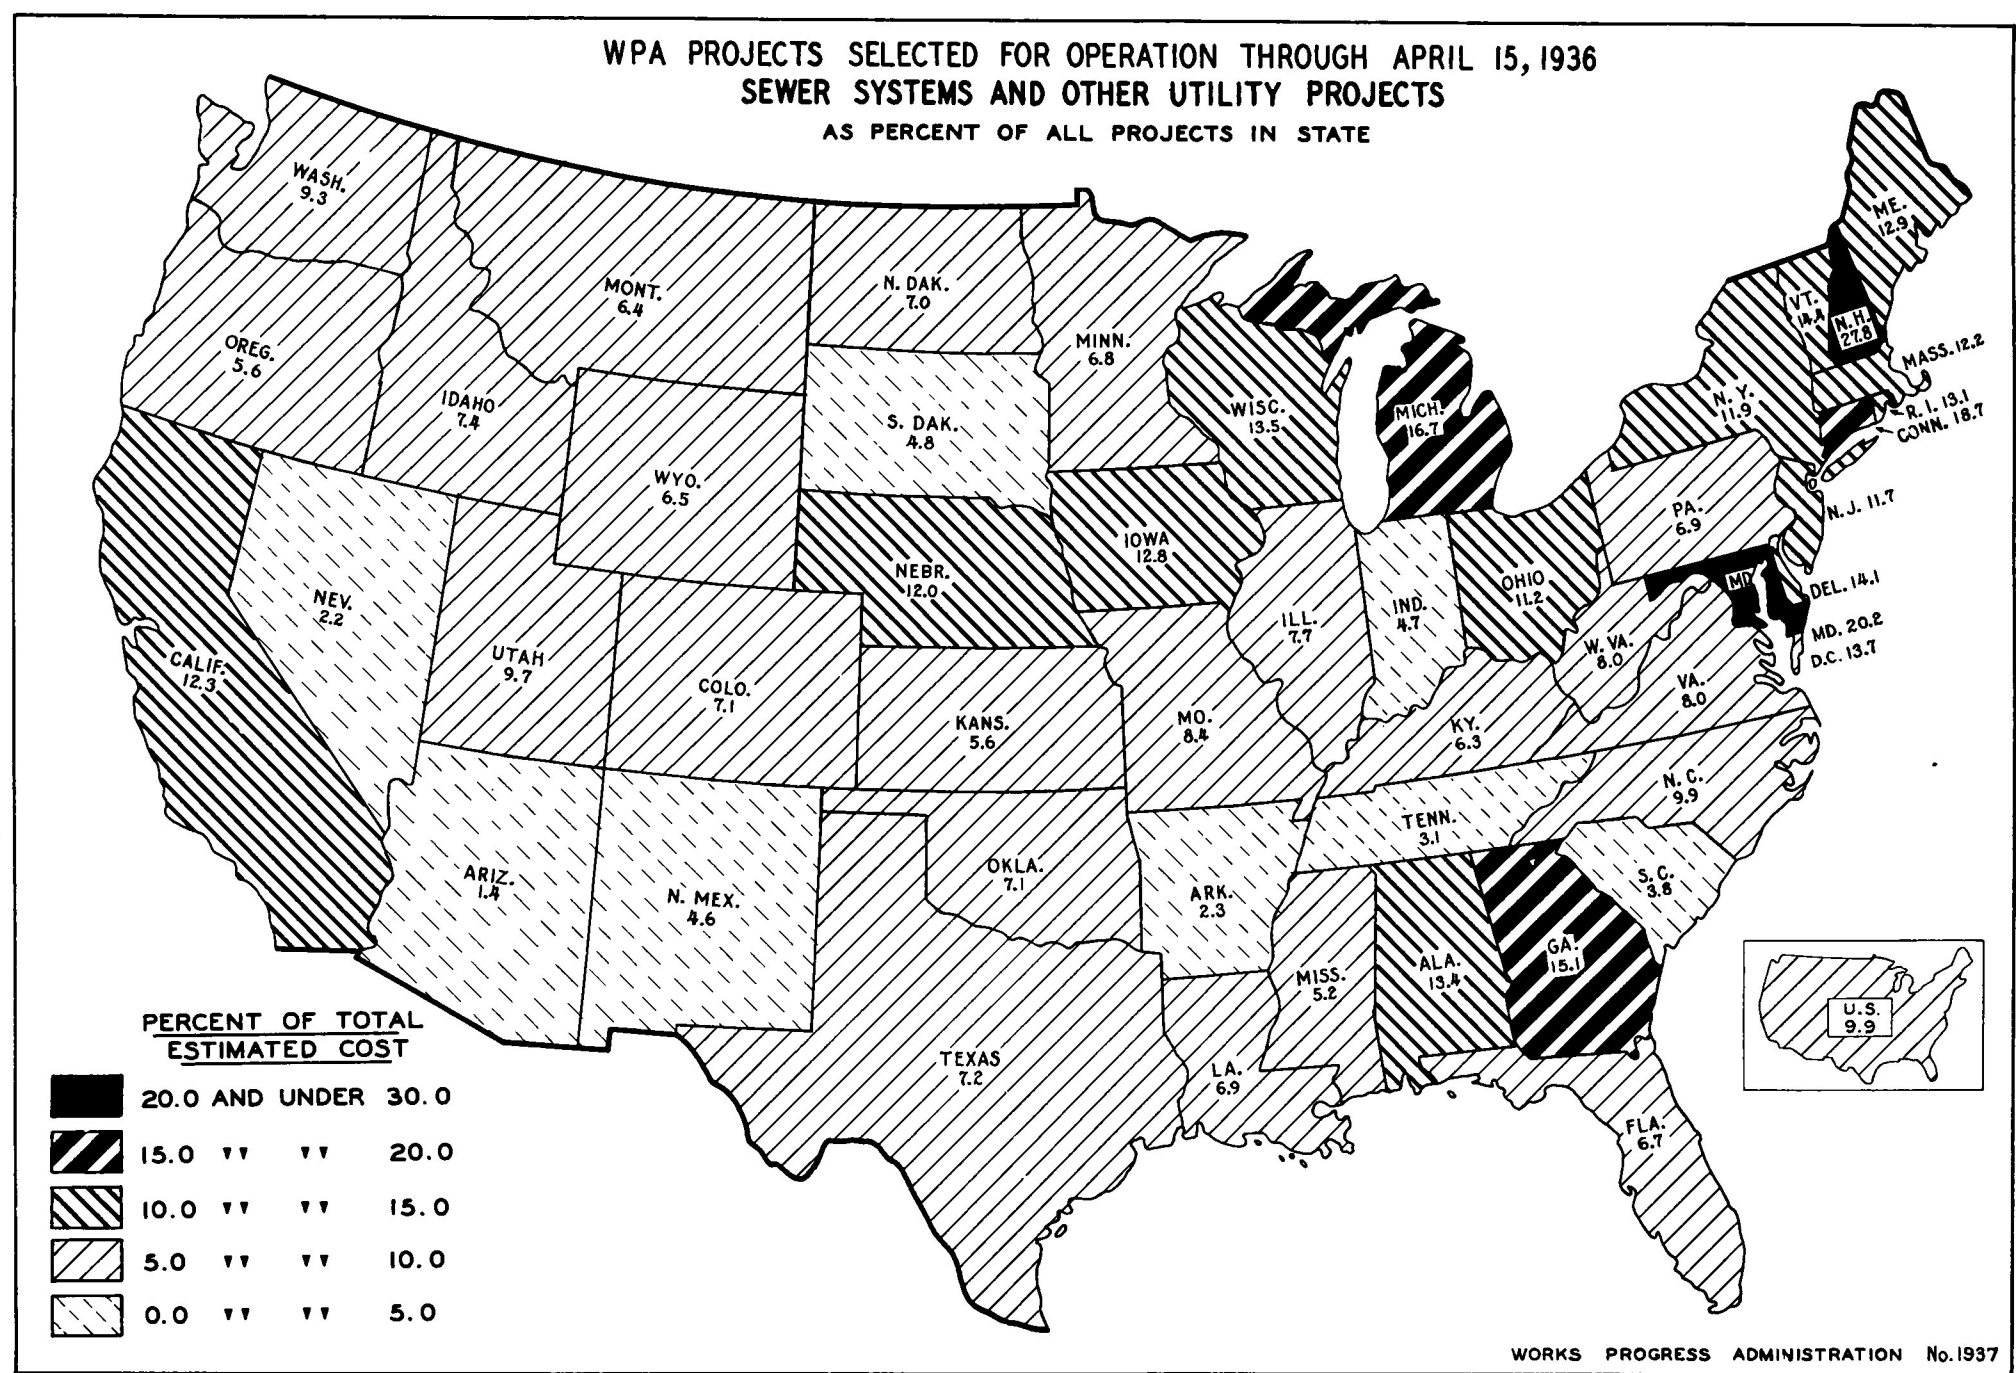 WPA PROJECTS SELECTED FOR OPERATION THROUGH APRIL 15, 1936
SEWER SYSTEMS AND OTHER UTILITY PROJECTS
AS PERCENT OF ALL PROJECTS IN STATE
WASH.
9.3
OREG.
5.6
IDAHO
7.4
MONT.
6.4
WYO.
6.5
N. DAK.
7.0
S. DAK.
4.8
MINN.
6.8
WISC.
13.5
MICH.
16.7
ME.
12.9
VT.
14.4
N.H.
27.8
MASS. 12.2
R. I. 13.1
CONN. 18.7
N. Y.
11.9
N. J. 11.7
PA.
6.9
DEL. 14.1
MD.
MD. 20.2
D.C. 13.7
CALIF.
12.3
NEV.
2.2
UTAH
9.7
COLO.
7.1
NEBR.
12.0
KANS.
5.6
IOWA
12.8
MO.
8.4
ILL.
7.7
IND.
4.7
OHIO
11.2
W. VA.
8.0
VA.
8.0
KY.
6.3
N. C.
9.9
TENN.
3.1
S. C.
3.8
ARIZ.
1.4
N. MEX.
4.6
OKLA.
7.1
ARK.
2.3
TEXAS
7.2
LA.
6.9
MISS.
5.2
ALA.
13.4
GA.
15.1
FLA.
6.7
U.S.
9.9
PERCENT OF TOTAL
ESTIMATED COST
20.0 AND UNDER 30.0
15.0 " " 20.0
10.0 " " 15.0
5.0 " " 10.0
0.0 " " 5.0
WORKS PROGRESS ADMINISTRATION No. 1937